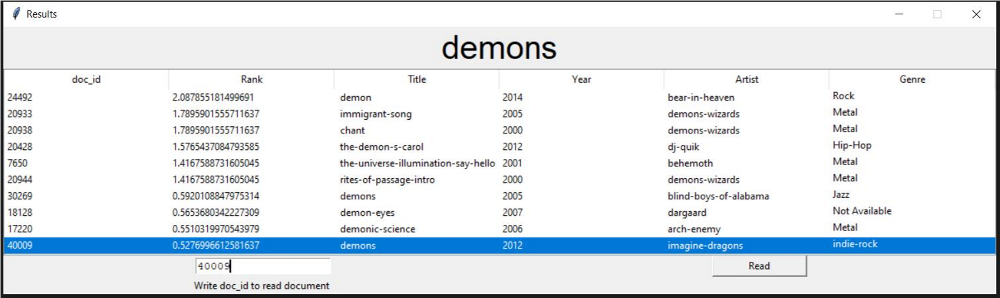 Results
demons
doc_id Rank Title Year Artist Genre
24492 2.087855181499691 demon 2014 bear-in-heaven Rock
20933 1.7895901555711637 immigrant-song 2005 demons-wizards Metal
20938 1.7895901555711637 chant 2000 demons-wizards Metal
20428 1.5765437084793585 the-demon-s-carol 2012 dj-quik Hip-Hop
7650 1.4167588731605045 the-universe-illumination-say-hello 2001 behemoth Metal
20944 1.4167588731605045 rites-of-passage-intro 2000 demons-wizards Metal
30269 0.5920108847975314 demons 2005 blind-boys-of-alabama Jazz
18128 0.5653680342227309 demon-eyes 2007 dargaard Not Available
17220 0.5510319970543979 demonic-science 2006 arch-enemy Metal
40009 0.5276996612581637 demons 2012 imagine-dragons indie-rock
40009 Read
Write doc_id to read document